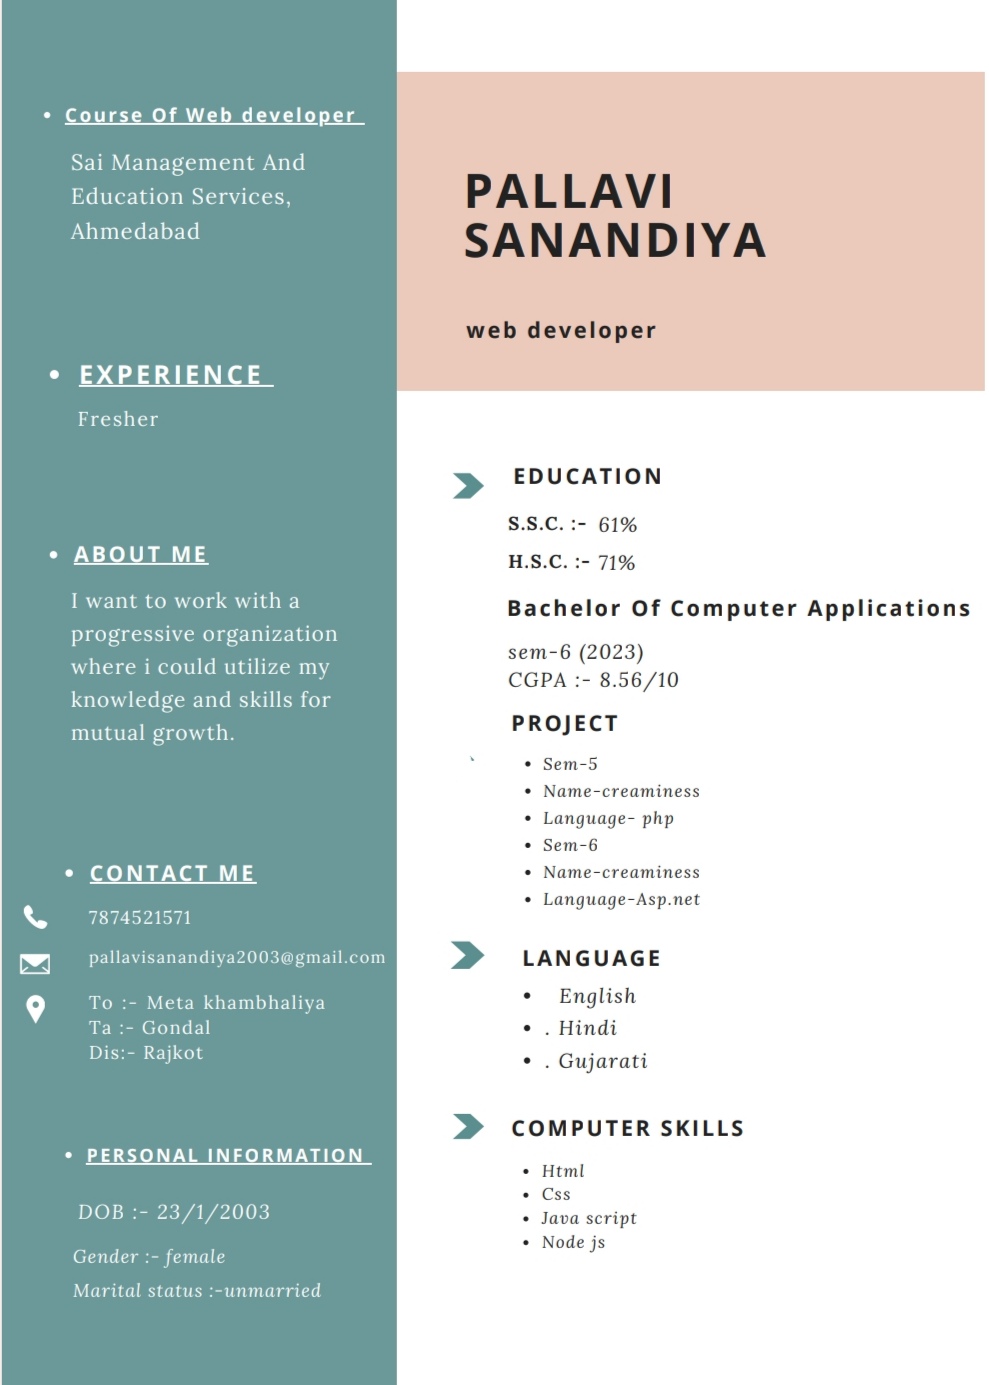 Course Of Web developer
Sai Management And
Education Services,
Ahmedabad
EXPERIENCE
Fresher
ABOUT ME
I want to work with a
progressive organization
where i could utilize my
knowledge and skills for
mutual growth.
CONTACT ME
7874521571
pallavisanandiya2003@gmail.com
To :- Meta khambhaliya
Ta :- Gondal
Dis:- Rajkot
PERSONAL INFORMATION
DOB :- 23/1/2003
Gender :- female
Marital status :-unmarried
PALLAVI
SANANDIYA
web developer
EDUCATION
S.S.C. :- 61%
H.S.C. :- 71%
Bachelor Of Computer Applications
sem-6 (2023)
CGPA :- 8.56/10
PROJECT
• Sem-5
• Name-creaminess
• Language- php
• Sem-6
• Name-creaminess
• Language-Asp.net
LANGUAGE
• English
• . Hindi
• . Gujarati
COMPUTER SKILLS
• Html
• Css
• Java script
• Node js